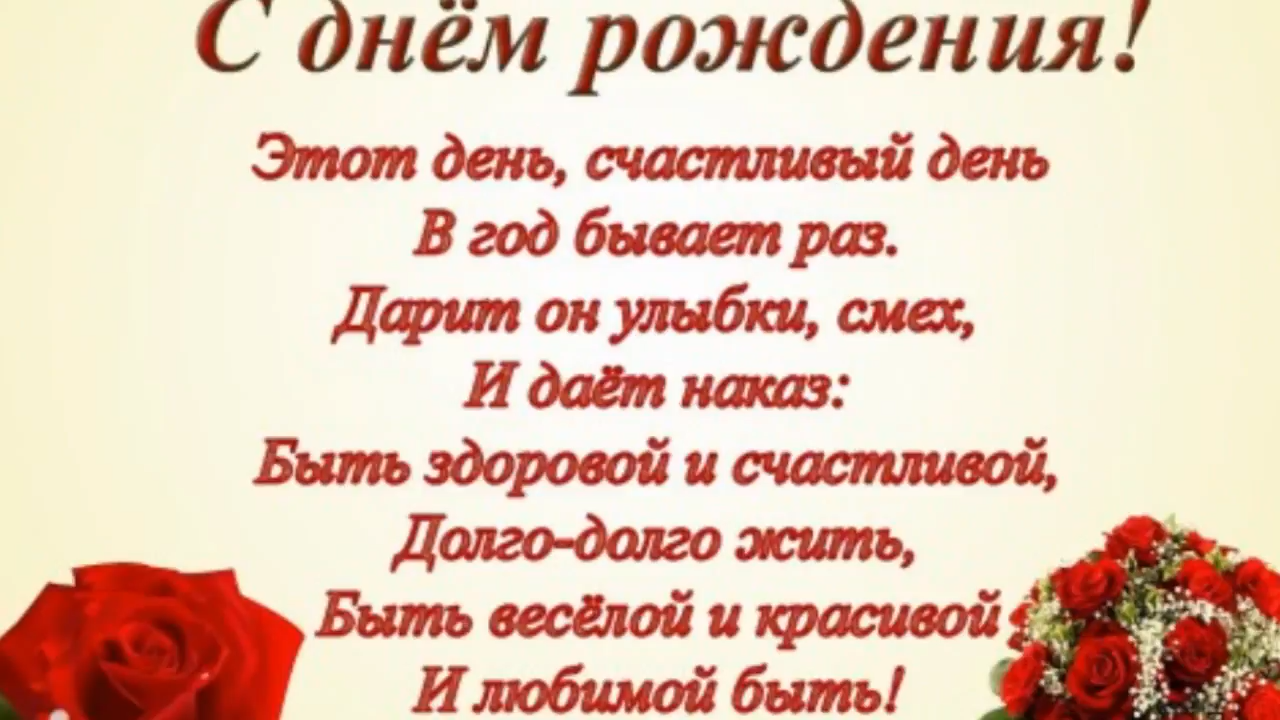 С днём рождения!
Этот день, счастливый день
В год бывает раз.
Дарит он улыбки, смех,
И даёт наказ:
Быть здоровой и счастливой,
Долго-долго жить,
Быть весёлой и красивой
И любимой быть!